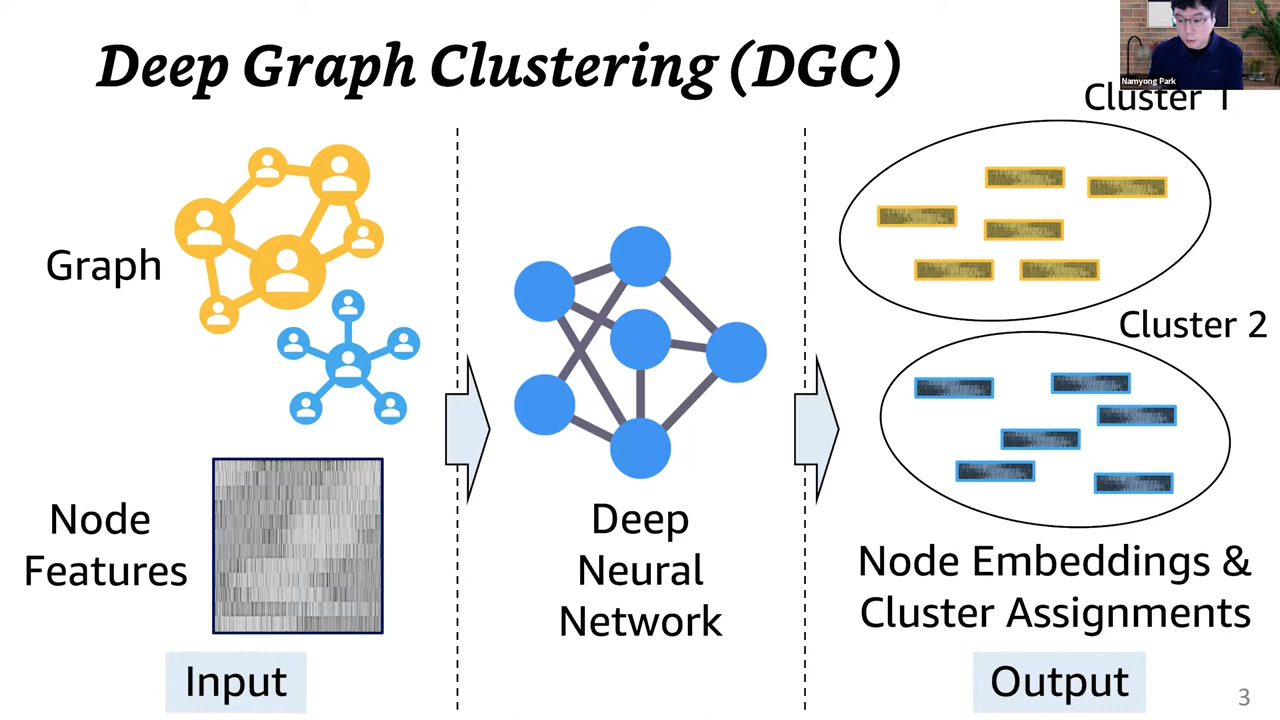 Deep Graph Clustering (DGC)
Namyong Park
Cluster 1
Graph
Cluster 2
Node
Features
Deep
Neural
Network
Node Embeddings &
Cluster Assignments
Input
Output
3